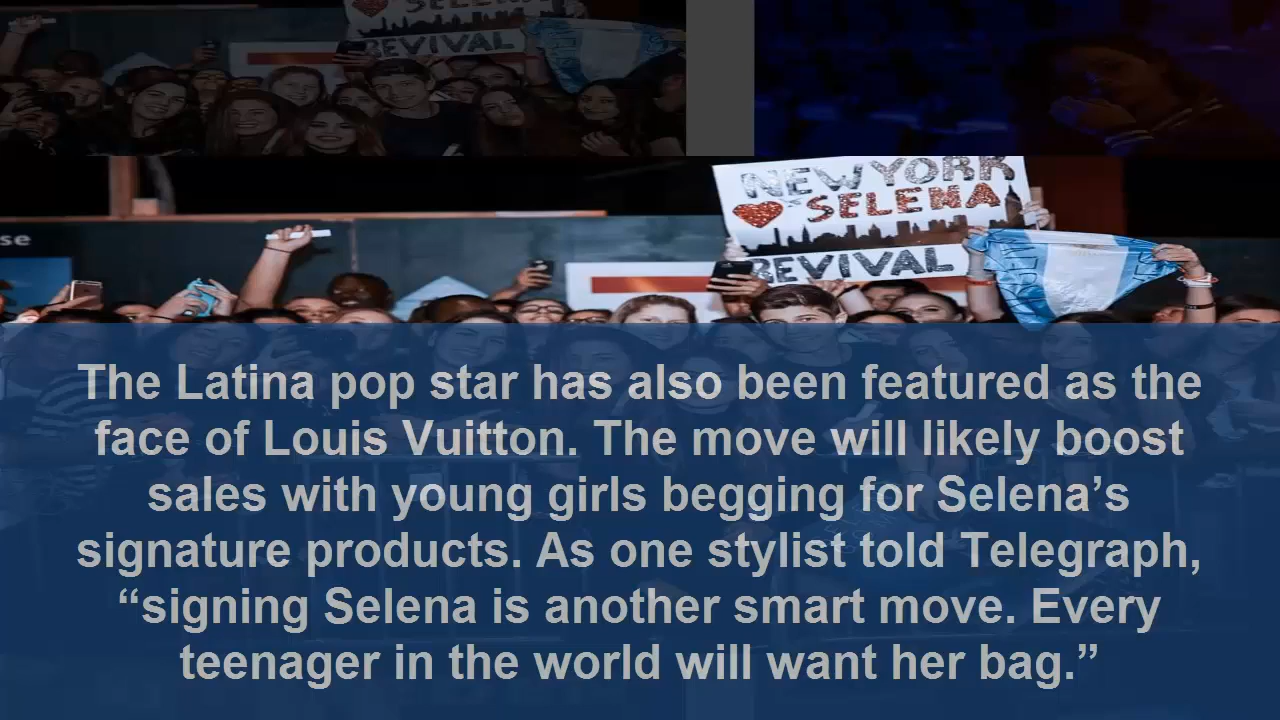 SELENA
REVIVAL
NEW YORK
SELENA
REVIVAL
se
The Latina pop star has also been featured as the
face of Louis Vuitton. The move will likely boost
sales with young girls begging for Selena’s
signature products. As one stylist told Telegraph,
“signing Selena is another smart move. Every
teenager in the world will want her bag.”